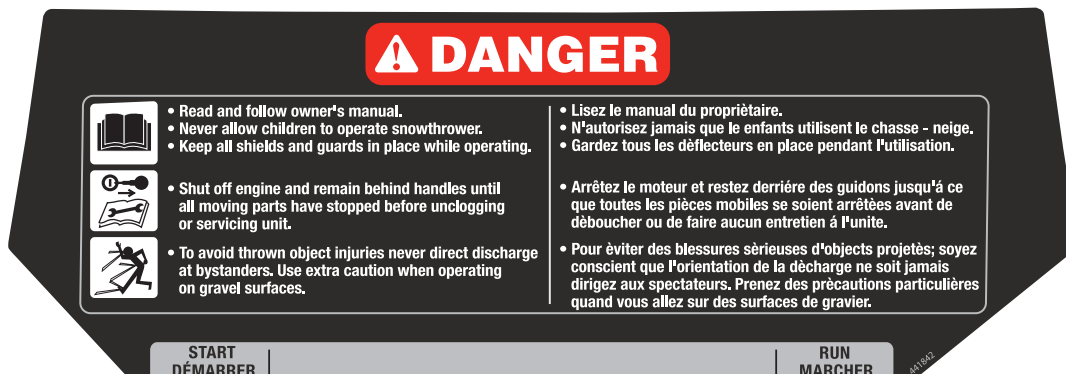 DANGER
• Read and follow owner's manual.
• Never allow children to operate snowthrower.
• Keep all shields and guards in place while operating.
• Shut off engine and remain behind handles until
all moving parts have stopped before unclogging
or servicing unit.
• To avoid thrown object injuries never direct discharge
at bystanders. Use extra caution when operating
on gravel surfaces.
• Lisez le manual du propriètaire.
• N'autorisez jamais que le enfants utilisent le chasse - neige.
• Gardez tous les dèflecteurs en place pendant l'utilisation.
• Arrêtez le moteur et restez derriére des guidons jusqu'á ce
que toutes les pièces mobiles se soient arrêtèes avant de
dèboucher ou de faire aucun entretien á l'unite.
• Pour èviter des blessures sèrieuses d'objects projetès; soyez
conscient que l'orientation de la dècharge ne soit jamais
dirigez aux spectateurs. Prenez des prècautions particulières
quand vous allez sur des surfaces de gravier.
START
DÉMARRER
RUN
MARCHER
441842